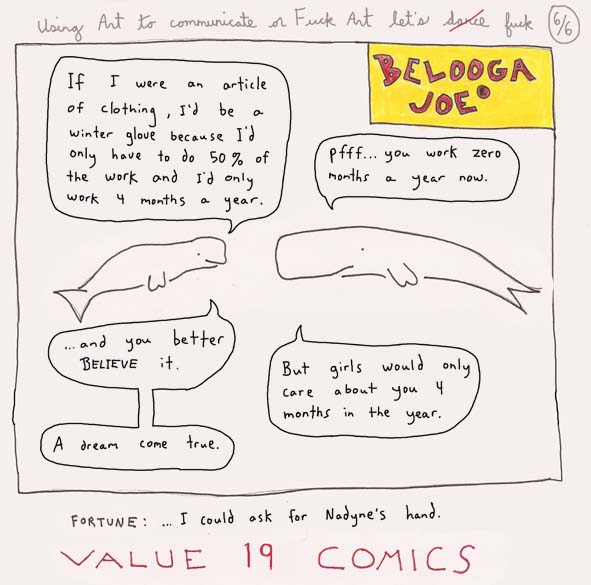 Using Art to communicate or Fuck Art let's dance fuck 6/6
BELOOGA
JOE®
If I were an article
of clothing, I'd be a
winter glove because I'd
only have to do 50% of
the work and I'd only
work 4 months a year.
Pfff... you work zero
months a year now.
...and you better
BELIEVE it.
A dream come true.
But girls would only
care about you 4
months in the year.
FORTUNE: ... I could ask for Nadyne's hand.
VALUE 19 COMICS